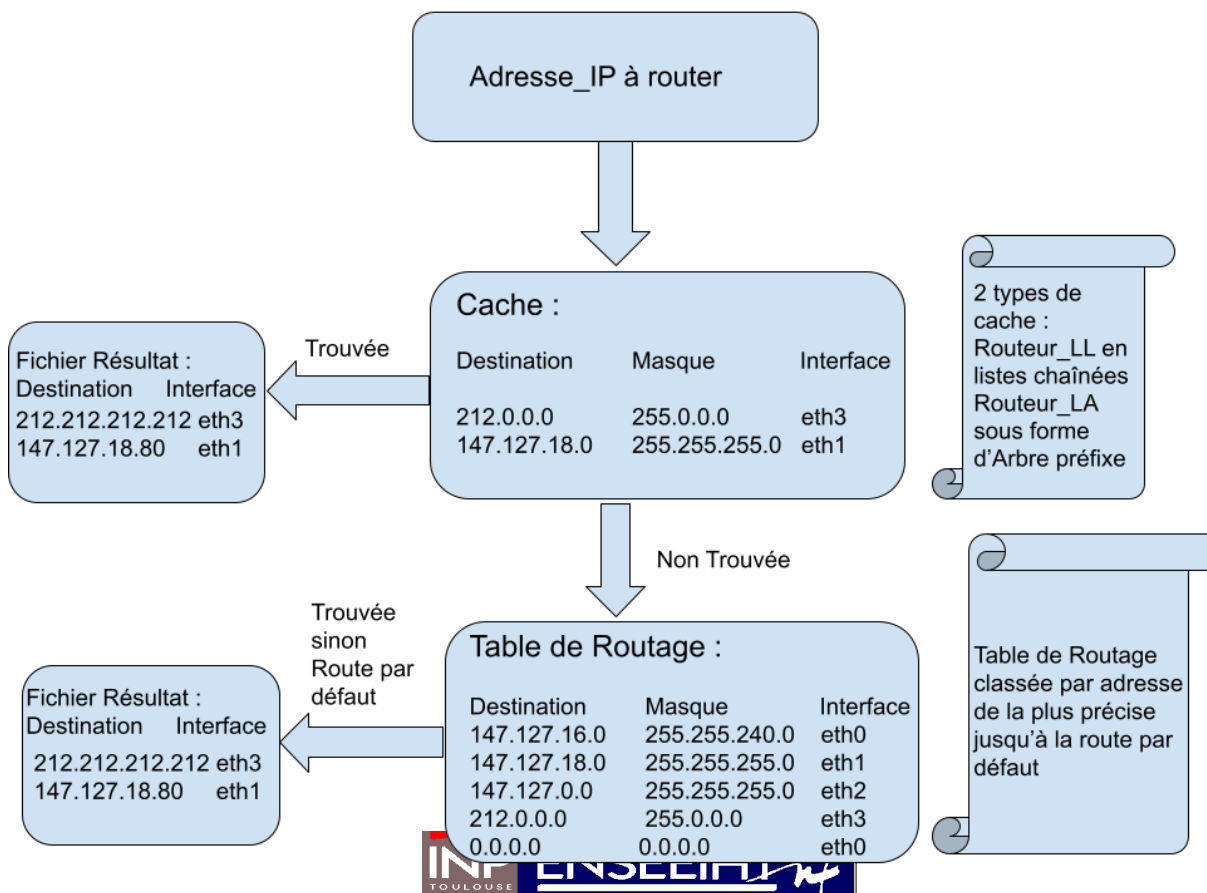 Adresse_IP à router
Cache :
Destination Masque Interface
212.0.0.0 255.0.0.0 eth3
147.127.18.0 255.255.255.0 eth1
2 types de
cache :
Routeur_LL en
listes chaînées
Routeur_LA
sous forme
d'Arbre préfixe
Trouvée
Fichier Résultat :
Destination Interface
212.212.212.212 eth3
147.127.18.80 eth1
Non Trouvée
Table de Routage :
Destination Masque Interface
147.127.16.0 255.255.240.0 eth0
147.127.18.0 255.255.255.0 eth1
147.127.0.0 255.255.255.0 eth2
212.0.0.0 255.0.0.0 eth3
0.0.0.0 0.0.0.0 eth0
Table de Routage
classée par adresse
de la plus précise
jusqu'à la route par
défaut
Trouvée
sinon
Route par
défaut
Fichier Résultat :
Destination Interface
212.212.212.212 eth3
147.127.18.80 eth1
INP ENSEEIHT
TOULOUSE